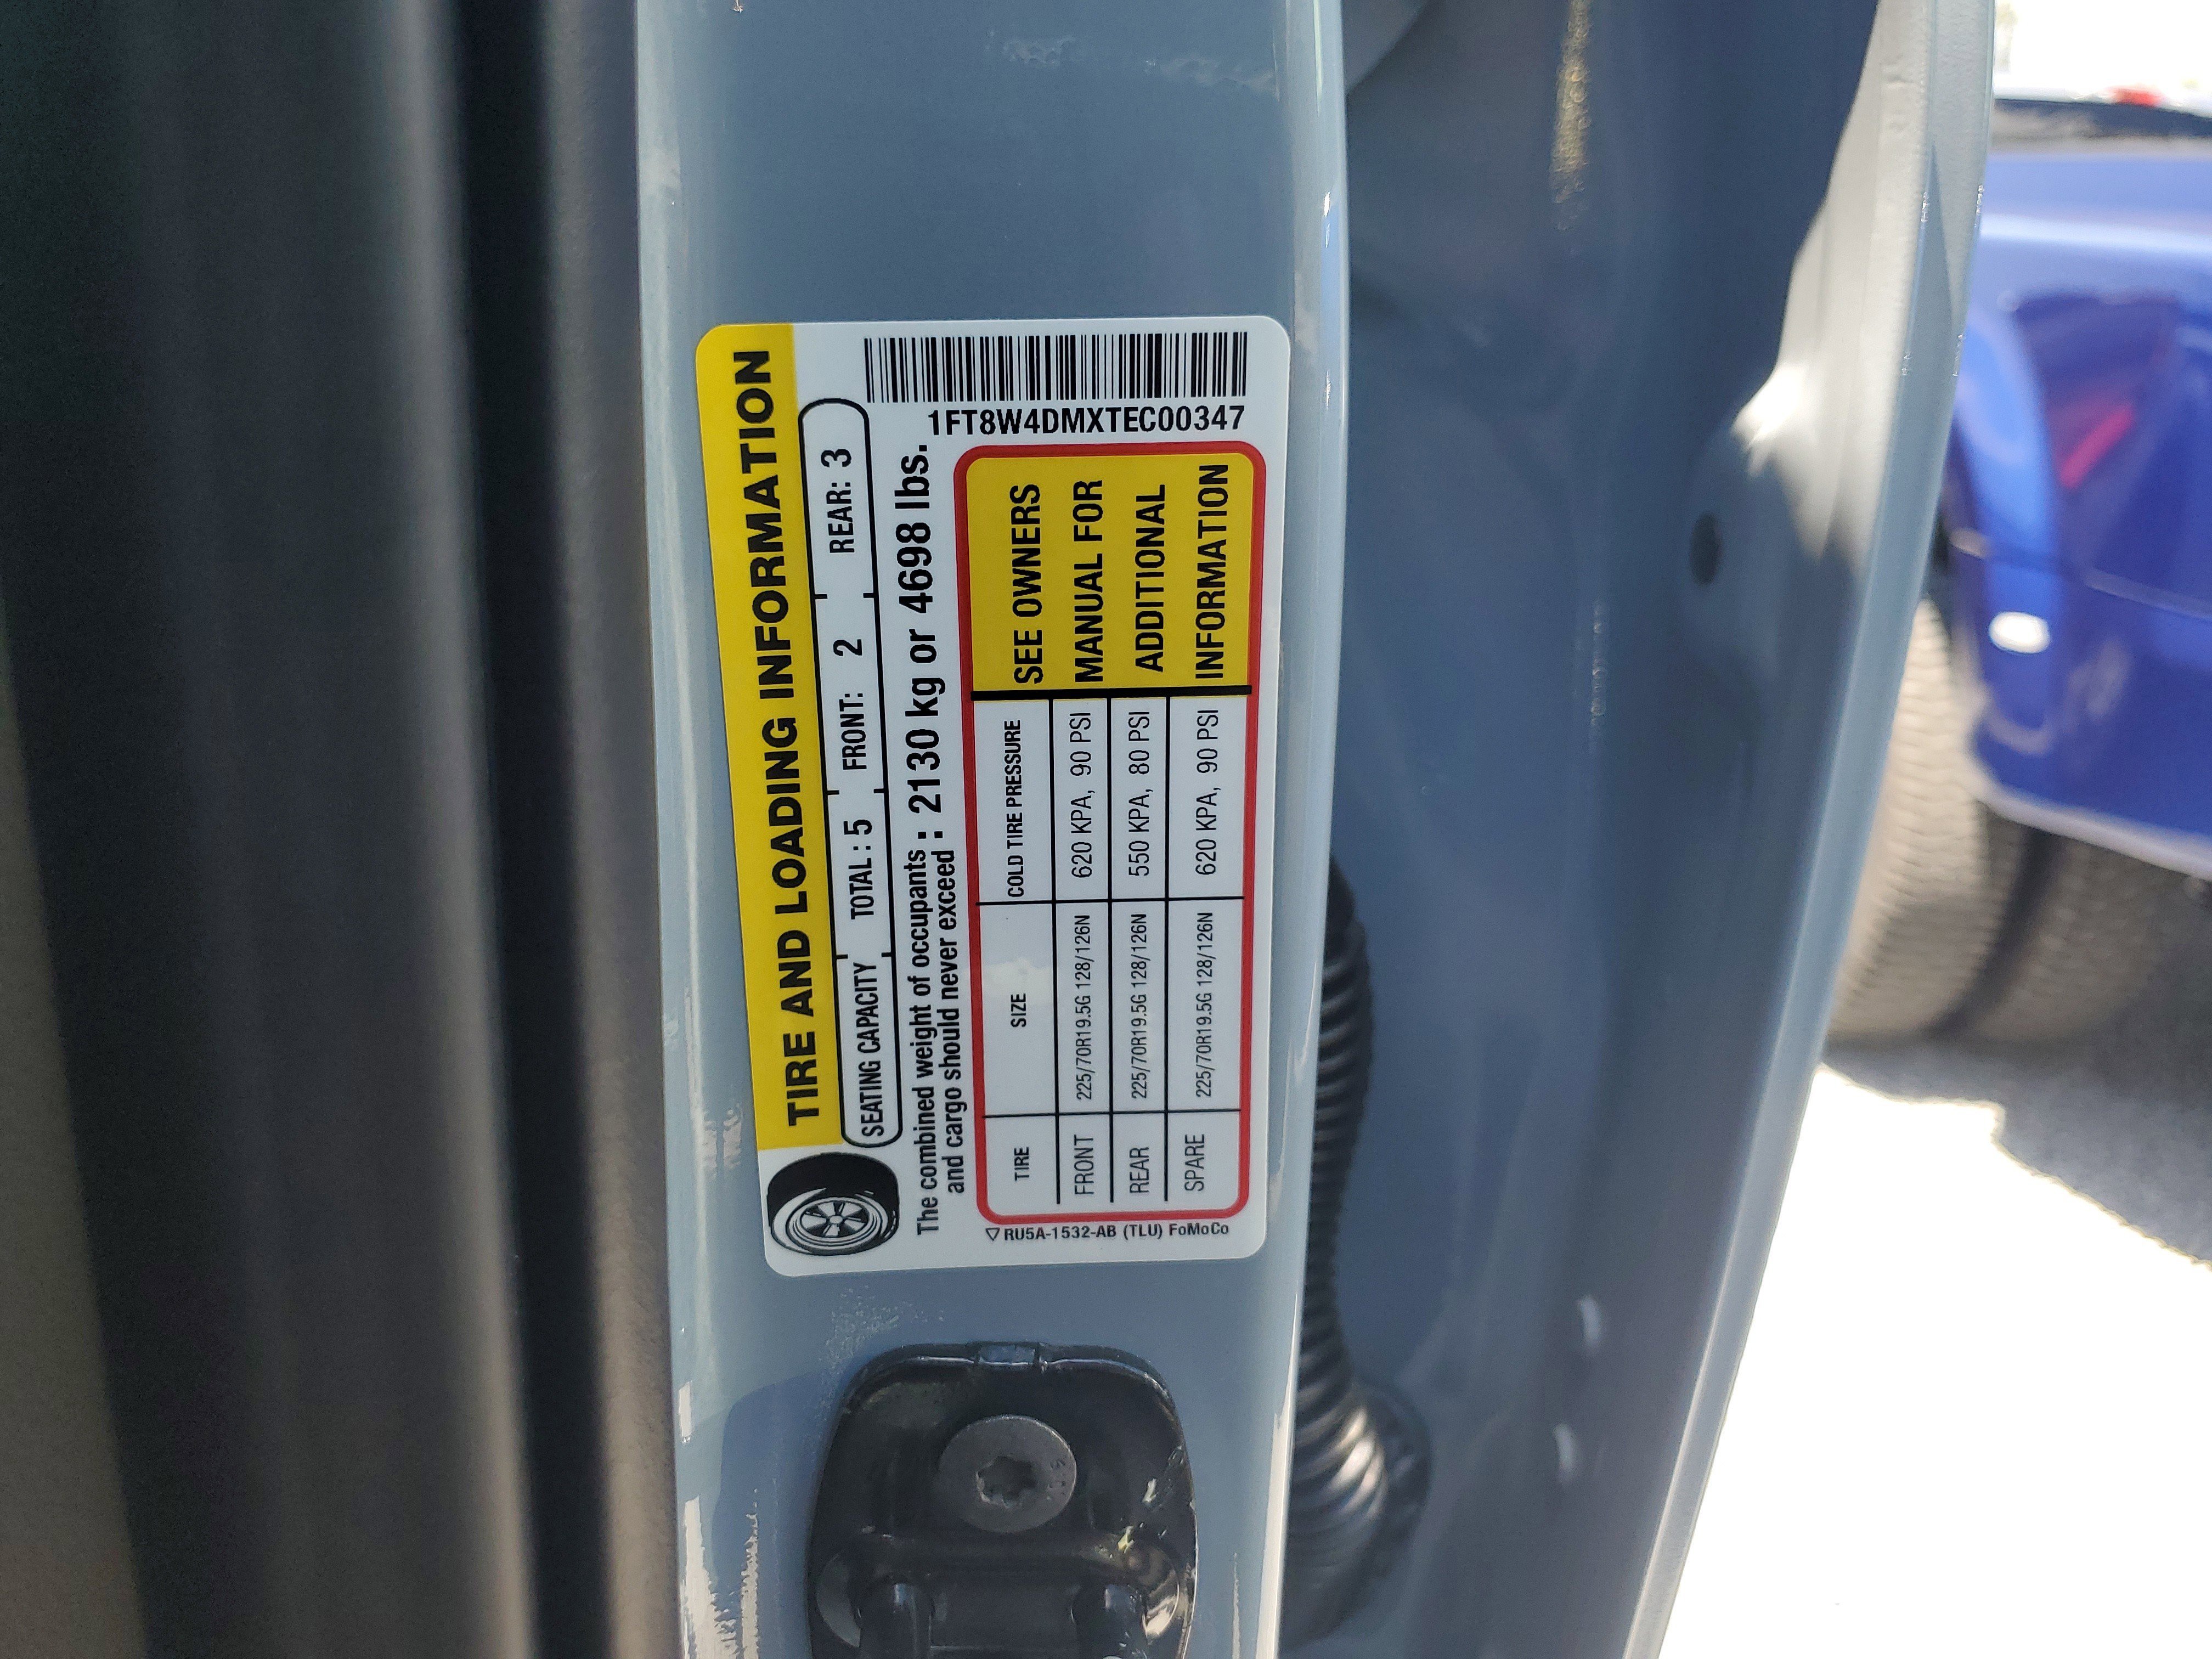 TIRE AND LOADING INFORMATION
SEATING CAPACITY TOTAL : 5 FRONT: 2 REAR: 3
The combined weight of occupants
and cargo should never exceed : 2130 kg or 4698 lbs.
1FT8W4DMXTEC00347
TIRE SIZE COLD TIRE PRESSURE
FRONT 225/70R19.5G 128/126N 620 KPA, 90 PSI
REAR 225/70R19.5G 128/126N 550 KPA, 80 PSI
SPARE 225/70R19.5G 128/126N 620 KPA, 90 PSI
SEE OWNERS
MANUAL FOR
ADDITIONAL
INFORMATION
RU5A-1532-AB (TLU) FoMoCo